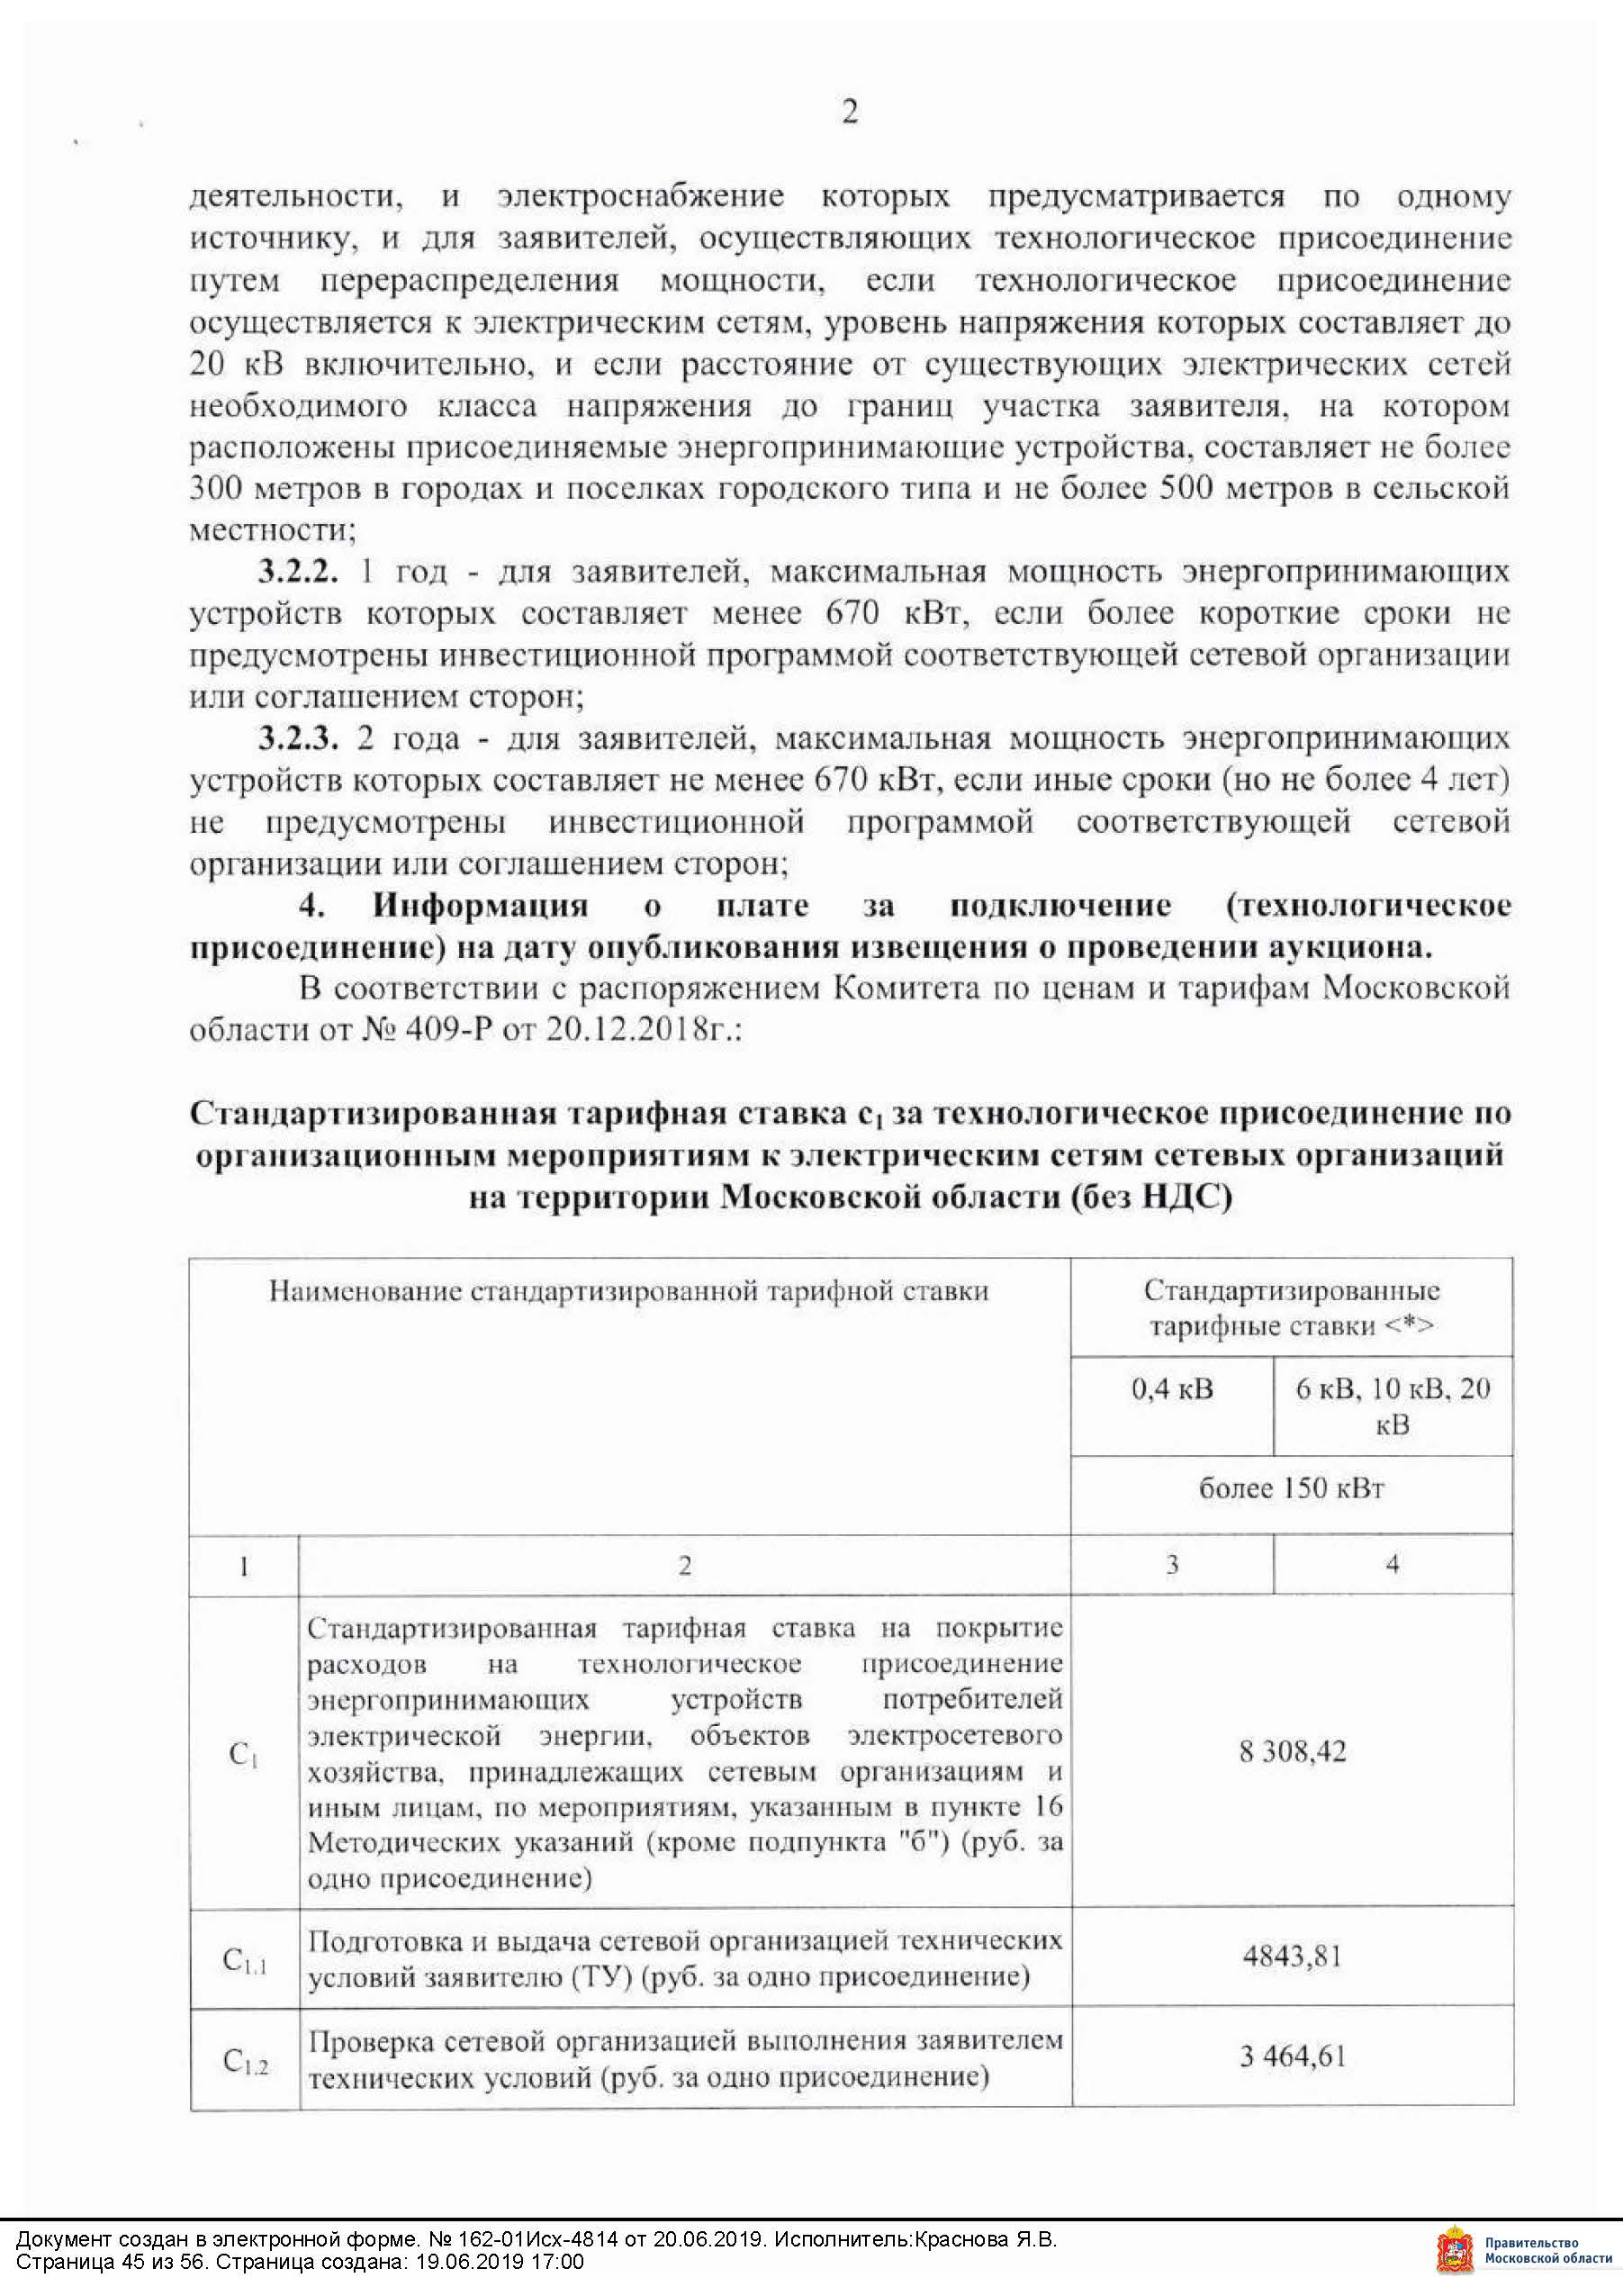 2
деятельности, и электроснабжение которых предусматривается по одному
источнику, и для заявителей, осуществляющих технологическое присоединение
путем перераспределения мощности, если технологическое присоединение
осуществляется к электрическим сетям, уровень напряжения которых составляет до
20 кВ включительно, и если расстояние от существующих электрических сетей
необходимого класса напряжения до границ участка заявителя, на котором
расположены присоединяемые энергопринимающие устройства, составляет не более
300 метров в городах и поселках городского типа и не более 500 метров в сельской
местности;
3.2.2. 1 год - для заявителей, максимальная мощность энергопринимающих
устройств которых составляет менее 670 кВт, если более короткие сроки не
предусмотрены инвестиционной программой соответствующей сетевой организации
или соглашением сторон;
3.2.3. 2 года - для заявителей, максимальная мощность энергопринимающих
устройств которых составляет не менее 670 кВт, если иные сроки (но не более 4 лет)
не предусмотрены инвестиционной программой соответствующей сетевой
организации или соглашением сторон;
4. Информация о плате за подключение (технологическое
присоединение) на дату опубликования извещения о проведении аукциона.
В соответствии с распоряжением Комитета по ценам и тарифам Московской
области от № 409-Р от 20.12.2018г.:
Стандартизированная тарифная ставка с1 за технологическое присоединение по
организационным мероприятиям к электрическим сетям сетевых организаций
на территории Московской области (без НДС)
Наименование стандартизированной тарифной ставки
Стандартизированные
тарифные ставки <*>
0,4 кВ
6 кВ, 10 кВ, 20
кВ
более 150 кВт
1 2 3 4
С1
Стандартизированная тарифная ставка на покрытие
расходов на технологическое присоединение
энергопринимающих устройств потребителей
электрической энергии, объектов электросетевого
хозяйства, принадлежащих сетевым организациям и
иным лицам, по мероприятиям, указанным в пункте 16
Методических указаний (кроме подпункта "б") (руб. за
одно присоединение)
8 308,42
С1.1
Подготовка и выдача сетевой организацией технических
условий заявителю (ТУ) (руб. за одно присоединение)
4843,81
С1.2
Проверка сетевой организацией выполнения заявителем
технических условий (руб. за одно присоединение)
3 464,61
Документ создан в электронной форме. № 162-01Исх-4814 от 20.06.2019. Исполнитель:Краснова Я.В.
Страница 45 из 56. Страница создана: 19.06.2019 17:00
Правительство
Московской области